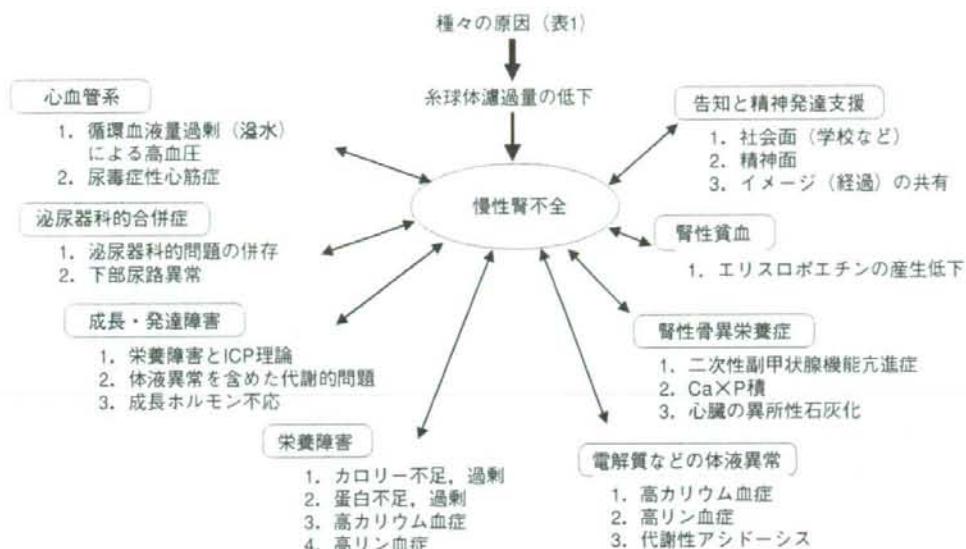 種々の原因（表1）
糸球体濾過量の低下
慢性腎不全
心血管系
1. 循環血液量過剰（溢水）
による高血圧
2. 尿毒症性心筋症
泌尿器科的合併症
1. 泌尿器科的問題の併存
2. 下部尿路異常
成長・発達障害
1. 栄養障害とICP理論
2. 体液異常を含めた代謝的問題
3. 成長ホルモン不応
栄養障害
1. カロリー不足，過剰
2. 蛋白不足，過剰
3. 高カリウム血症
4. 高リン血症
告知と精神発達支援
1. 社会面（学校など）
2. 精神面
3. イメージ（経過）の共有
腎性貧血
1. エリスロポエチンの産生低下
腎性骨異栄養症
1. 二次性副甲状腺機能亢進症
2. Ca×P積
3. 心臓の異所性石灰化
電解質などの体液異常
1. 高カリウム血症
2. 高リン血症
3. 代謝性アシドーシス